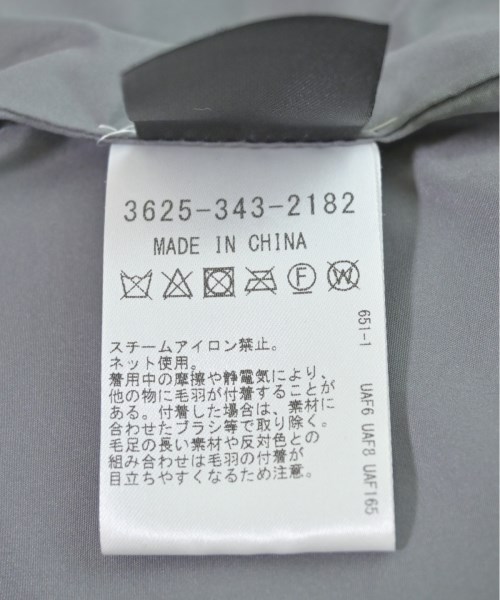 3625-343-2182
MADE IN CHINA
F
W
スチームアイロン禁止。
ネット使用。
着用中の摩擦や静電気により、
他の物に毛羽が付着することが
ある。付着した場合は、素材に
合わせたブラシ等で取り除く。
毛足の長い素材や反対色との
組み合わせは毛羽の付着が
目立ちやすくなるため注意。
651-1 UAF6 UAF8 UAF165